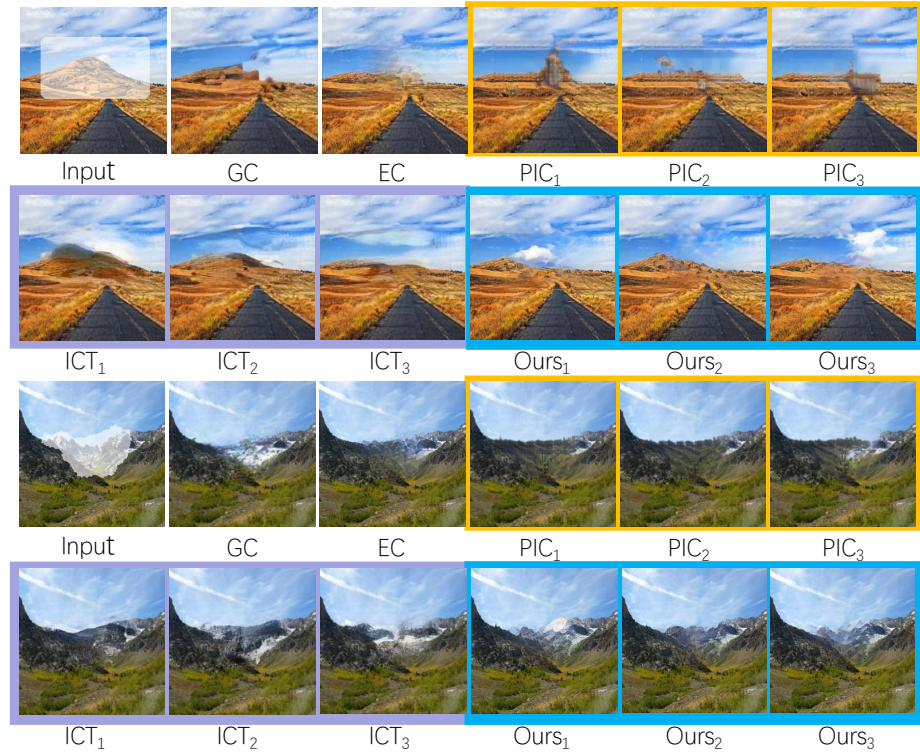 Input GC EC PIC₁ PIC₂ PIC₃
ICT₁ ICT₂ ICT₃ Ours₁ Ours₂ Ours₃
Input GC EC PIC₁ PIC₂ PIC₃
ICT₁ ICT₂ ICT₃ Ours₁ Ours₂ Ours₃